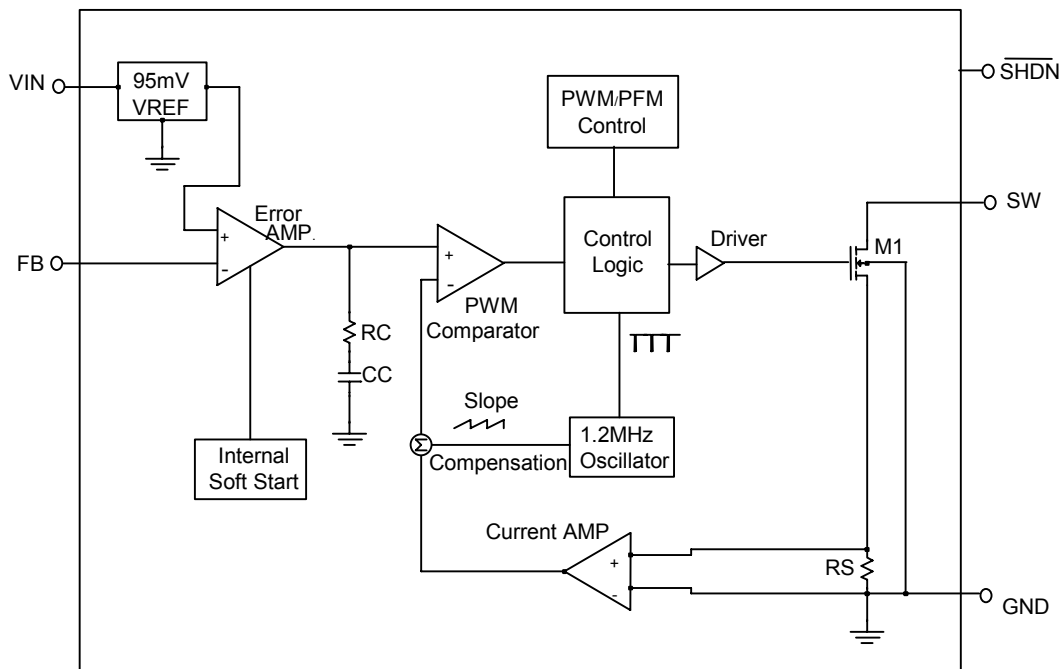 VIN
95mV
VREF
SHDN
PWM/PFM
Control
SW
Error
AMP.
+
-
FB
+
-
PWM
Comparator
Control
Logic
Driver
M1
RC
CC
Slope
Compensation
Σ
1.2MHz
Oscillator
Internal
Soft Start
Current AMP
+
-
RS
GND